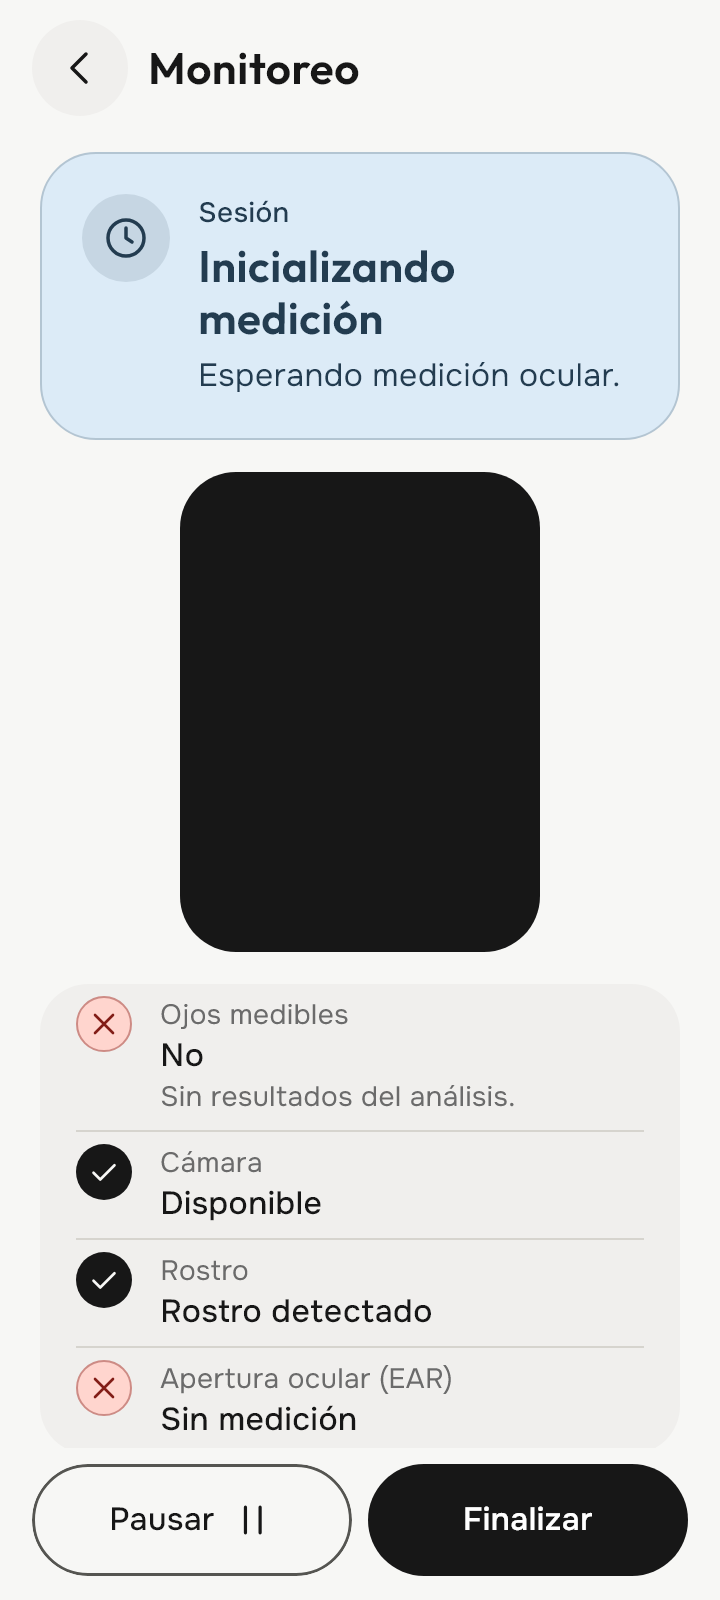 Monitoreo
Sesión
Inicializando
medición
Esperando medición ocular.
Ojos medibles
No
Sin resultados del análisis.
Cámara
Disponible
Rostro
Rostro detectado
Apertura ocular (EAR)
Sin medición
Pausar
Finalizar